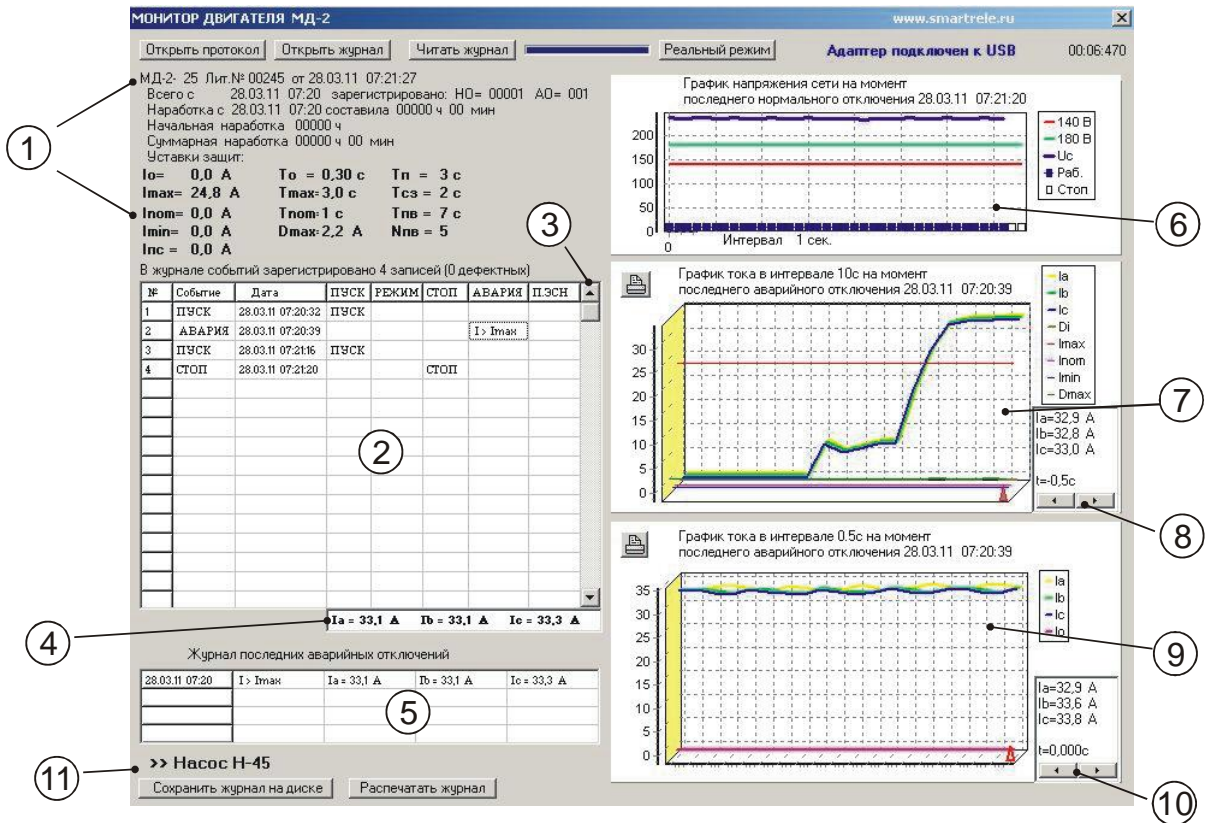 МОНИТОР ДВИГАТЕЛЯ МД-2 www.smartrele.ru
Открыть протокол Открыть журнал Читать журнал Реальный режим Адаптер подключен к USB 00:06:470
МД-2- 25 Лит.№ 00245 от 28.03.11 07:21:27
Всего с 28.03.11 07:20 зарегистрировано: НО= 00001 АО= 001
Наработка с 28.03.11 07:20 составила 00000 ч 00 мин
Начальная наработка 00000 ч
Суммарная наработка 00000 ч 00 мин
Уставки защит:
Io= 0,0 А To = 0,30 с Тп = 3 с
Imax= 24,8 А Tmax= 3,0 с Тсз = 2 с
Inom= 0,0 А Tnom= 1 с Тпв = 7 с
Imin= 0,0 А Dmax= 2,2 А Nпв = 5
Inc = 0,0 А
1
3
В журнале событий зарегистрировано 4 записей (0 дефектных)
№ Событие Дата ПУСК РЕЖИМ СТОП АВАРИЯ П.ЭСН
1 ПУСК 28.03.11 07:20:32 ПУСК
2 АВАРИЯ 28.03.11 07:20:39 I > Imax
3 ПУСК 28.03.11 07:21:16 ПУСК
4 СТОП 28.03.11 07:21:20 СТОП
2
4
Ia = 33,1 А Ib = 33,1 А Ic = 33,3 А
Журнал последних аварийных отключений
28.03.11 07:20 I > Imax Ia = 33,1 А Ib = 33,1 А Ic = 33,3 А
5
11
>> Насос Н-45
Сохранить журнал на диске Распечатать журнал
График напряжения сети на момент
последнего нормального отключения 28.03.11 07:21:20
200
150
100
50
0
0
Интервал 1 сек.
140 В
180 В
Uc
Раб.
Стоп
6
График тока в интервале 10с на момент
последнего аварийного отключения 28.03.11 07:20:39
30
25
20
15
10
5
0
Ia
Ib
Ic
Di
Imax
Inom
Imin
Dmax
7
Ia=32,9 А
Ib=32,8 А
Ic=33,0 А
t=-0,5с
8
График тока в интервале 0.5с на момент
последнего аварийного отключения 28.03.11 07:20:39
35
30
25
20
15
10
5
0
Ia
Ib
Ic
Io
9
Ia=32,9 А
Ib=33,6 А
Ic=33,8 А
t=0,000с
10